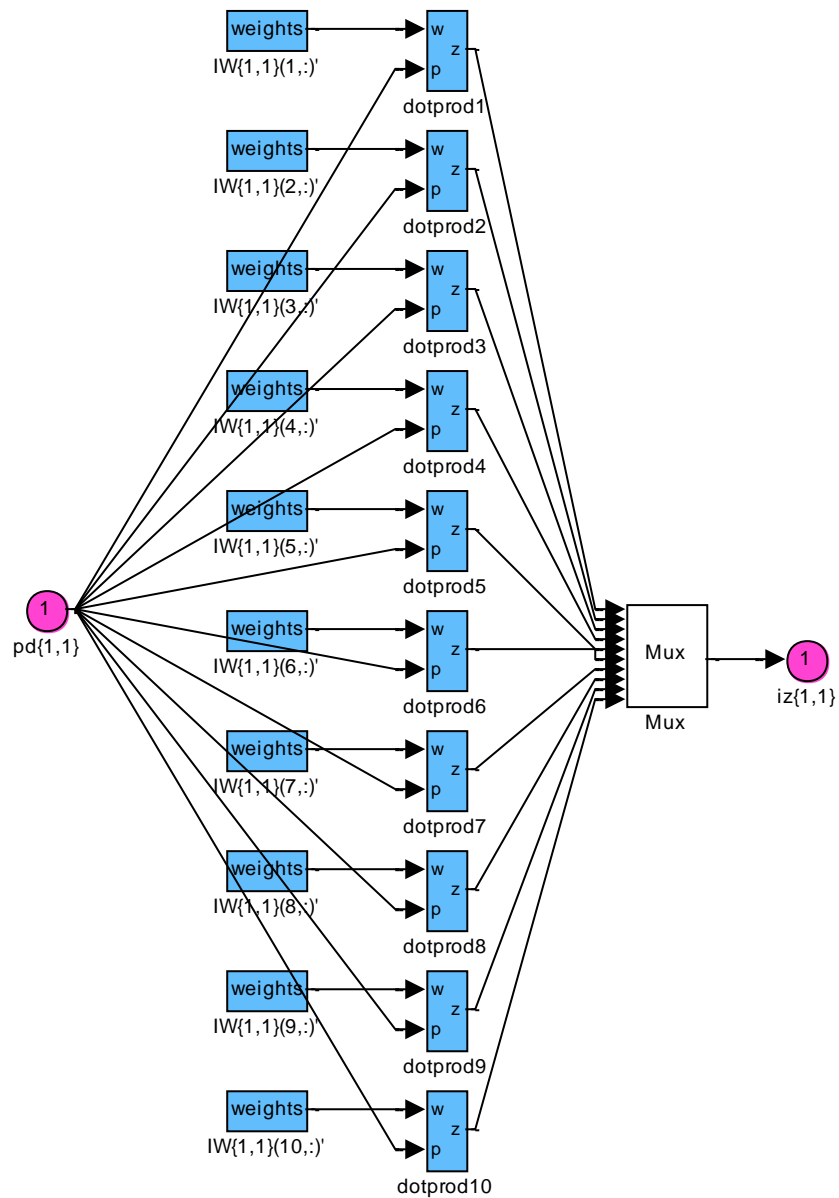 weights
w
z
p
IW{1,1}(1,:)'
dotprod1
weights
w
z
p
IW{1,1}(2,:)'
dotprod2
weights
w
z
p
IW{1,1}(3,:)'
dotprod3
weights
w
z
p
IW{1,1}(4,:)'
dotprod4
weights
w
z
p
IW{1,1}(5,:)'
dotprod5
1
pd{1,1}
weights
w
z
p
IW{1,1}(6,:)'
dotprod6
Mux
Mux
1
iz{1,1}
weights
w
z
p
IW{1,1}(7,:)'
dotprod7
weights
w
z
p
IW{1,1}(8,:)'
dotprod8
weights
w
z
p
IW{1,1}(9,:)'
dotprod9
weights
w
z
p
IW{1,1}(10,:)'
dotprod10